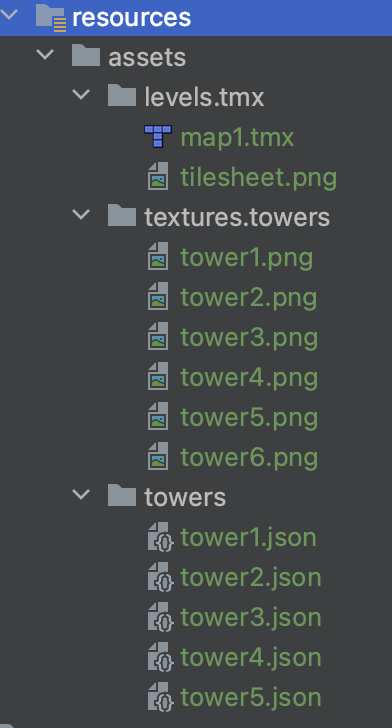 resources
assets
levels.tmx
map1.tmx
tilesheet.png
textures.towers
tower1.png
tower2.png
tower3.png
tower4.png
tower5.png
tower6.png
towers
tower1.json
tower2.json
tower3.json
tower4.json
tower5.json